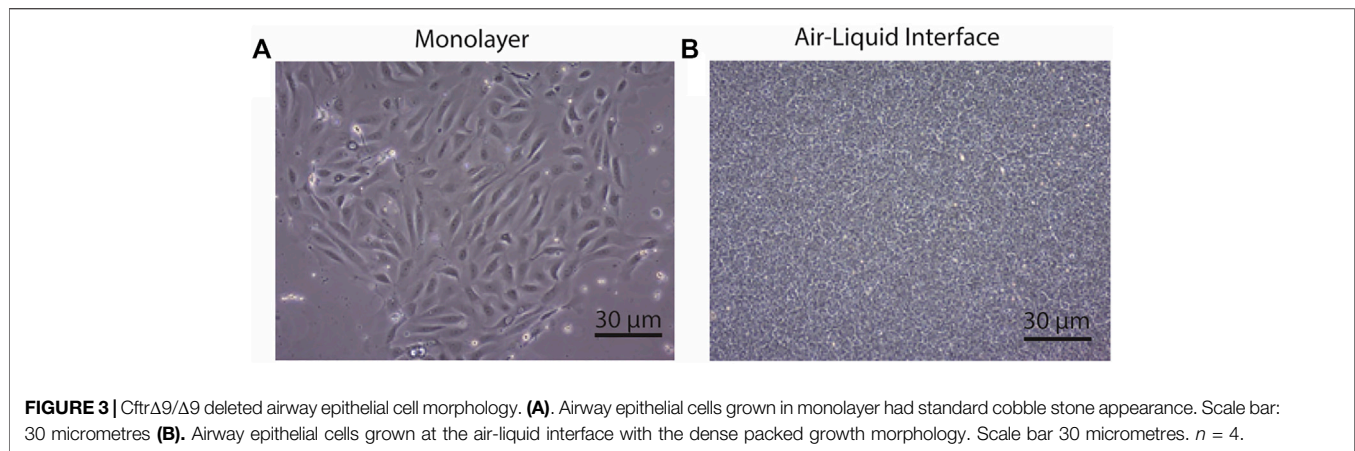 A
Monolayer
B
Air-Liquid Interface
30 µm
30 µm
FIGURE 3 | CftrΔ9/Δ9 deleted airway epithelial cell morphology. (A). Airway epithelial cells grown in monolayer had standard cobble stone appearance. Scale bar:
30 micrometres (B). Airway epithelial cells grown at the air-liquid interface with the dense packed growth morphology. Scale bar 30 micrometres. n = 4.